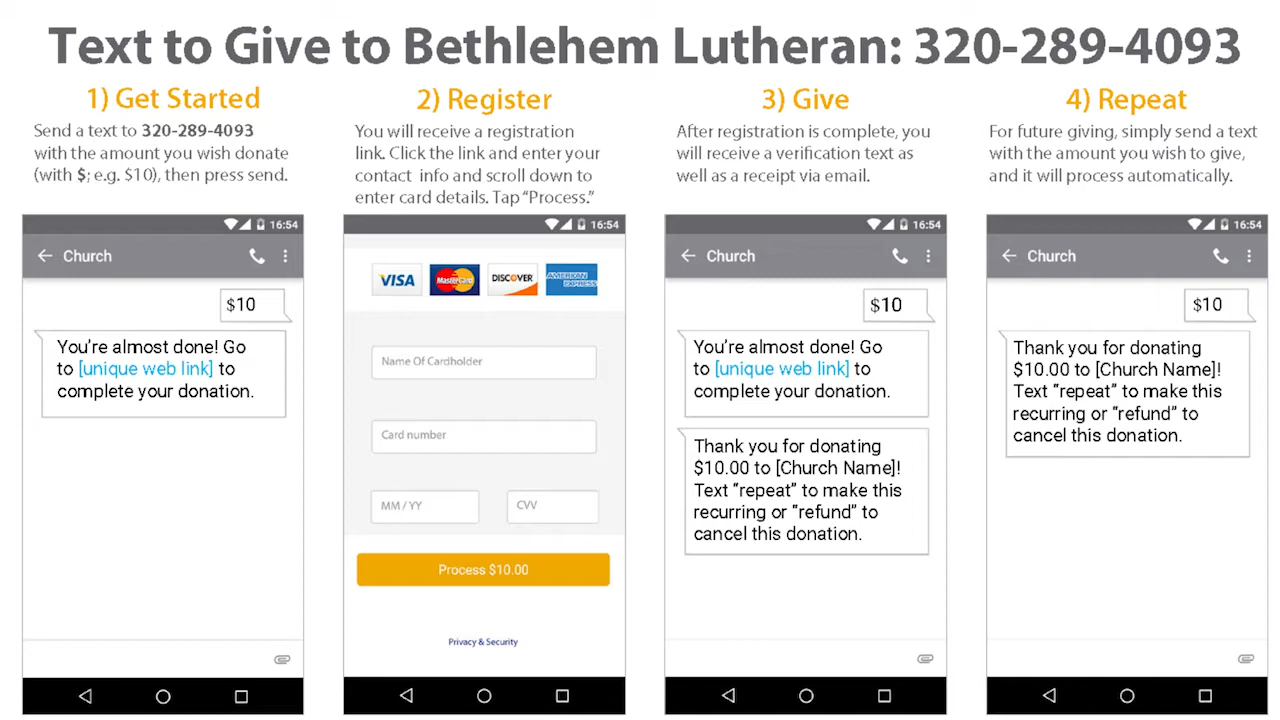 Text to Give to Bethlehem Lutheran: 320-289-4093
1) Get Started
Send a text to 320-289-4093
with the amount you wish donate
(with $; e.g. $10), then press send.
16:54
Church
$10
You're almost done! Go
to [unique web link] to
complete your donation.
2) Register
You will receive a registration
link. Click the link and enter your
contact info and scroll down to
enter card details. Tap “Process.”
16:54
VISA
MasterCard
DISCOVER
AMERICAN
EXPRESS
Name Of Cardholder
Card number
MM / YY
CVV
Process $10.00
Privacy & Security
3) Give
After registration is complete, you
will receive a verification text as
well as a receipt via email.
16:54
Church
$10
You're almost done! Go
to [unique web link] to
complete your donation.
Thank you for donating
$10.00 to [Church Name]!
Text “repeat” to make this
recurring or “refund” to
cancel this donation.
4) Repeat
For future giving, simply send a text
with the amount you wish to give,
and it will process automatically.
16:54
Church
$10
Thank you for donating
$10.00 to [Church Name]!
Text “repeat” to make this
recurring or “refund” to
cancel this donation.